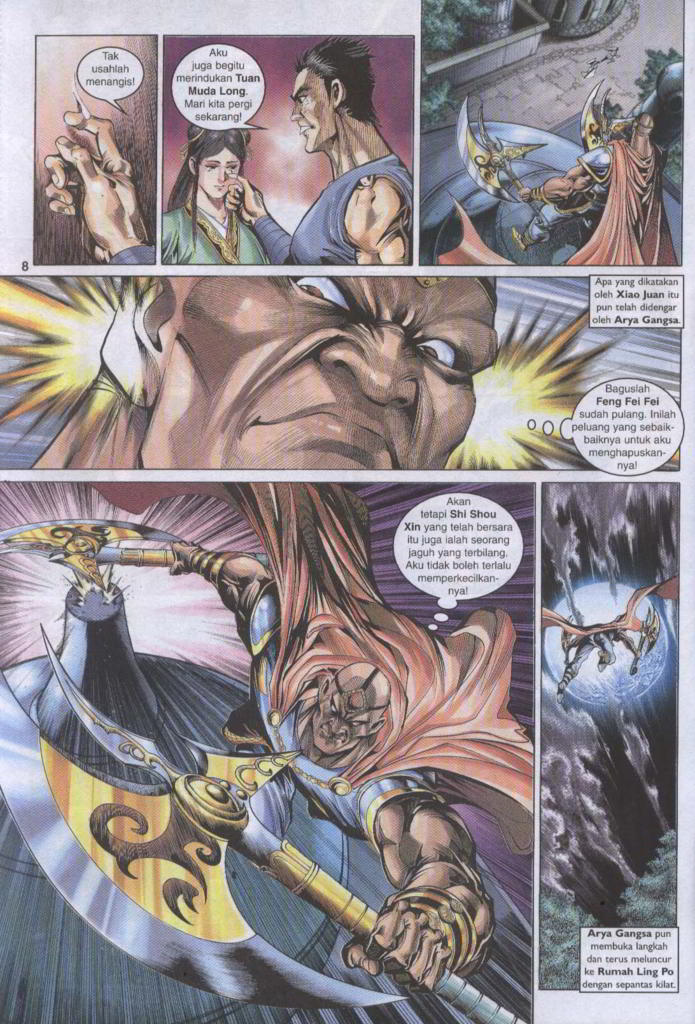 Tak
usahlah
menangis!
Aku
juga begitu
merindukan Tuan
Muda Long.
Mari kita pergi
sekarang!
8
Apa yang dikatakan
oleh Xiao Juan itu
pun telah didengar
oleh Arya Gangsa.
Baguslah
Feng Fei Fei
sudah pulang. Inilah
peluang yang sebaik-
baiknya untuk aku
menghapuskan-
nya!
Akan
tetapi Shi Shou
Xin yang telah bersara
itu juga ialah seorang
jaguh yang terbilang.
Aku tidak boleh terlalu
memperkecilkan-
nya!
Arya Gangsa pun
membuka langkah
dan terus meluncur
ke Rumah Ling Po
dengan sepantas kilat.